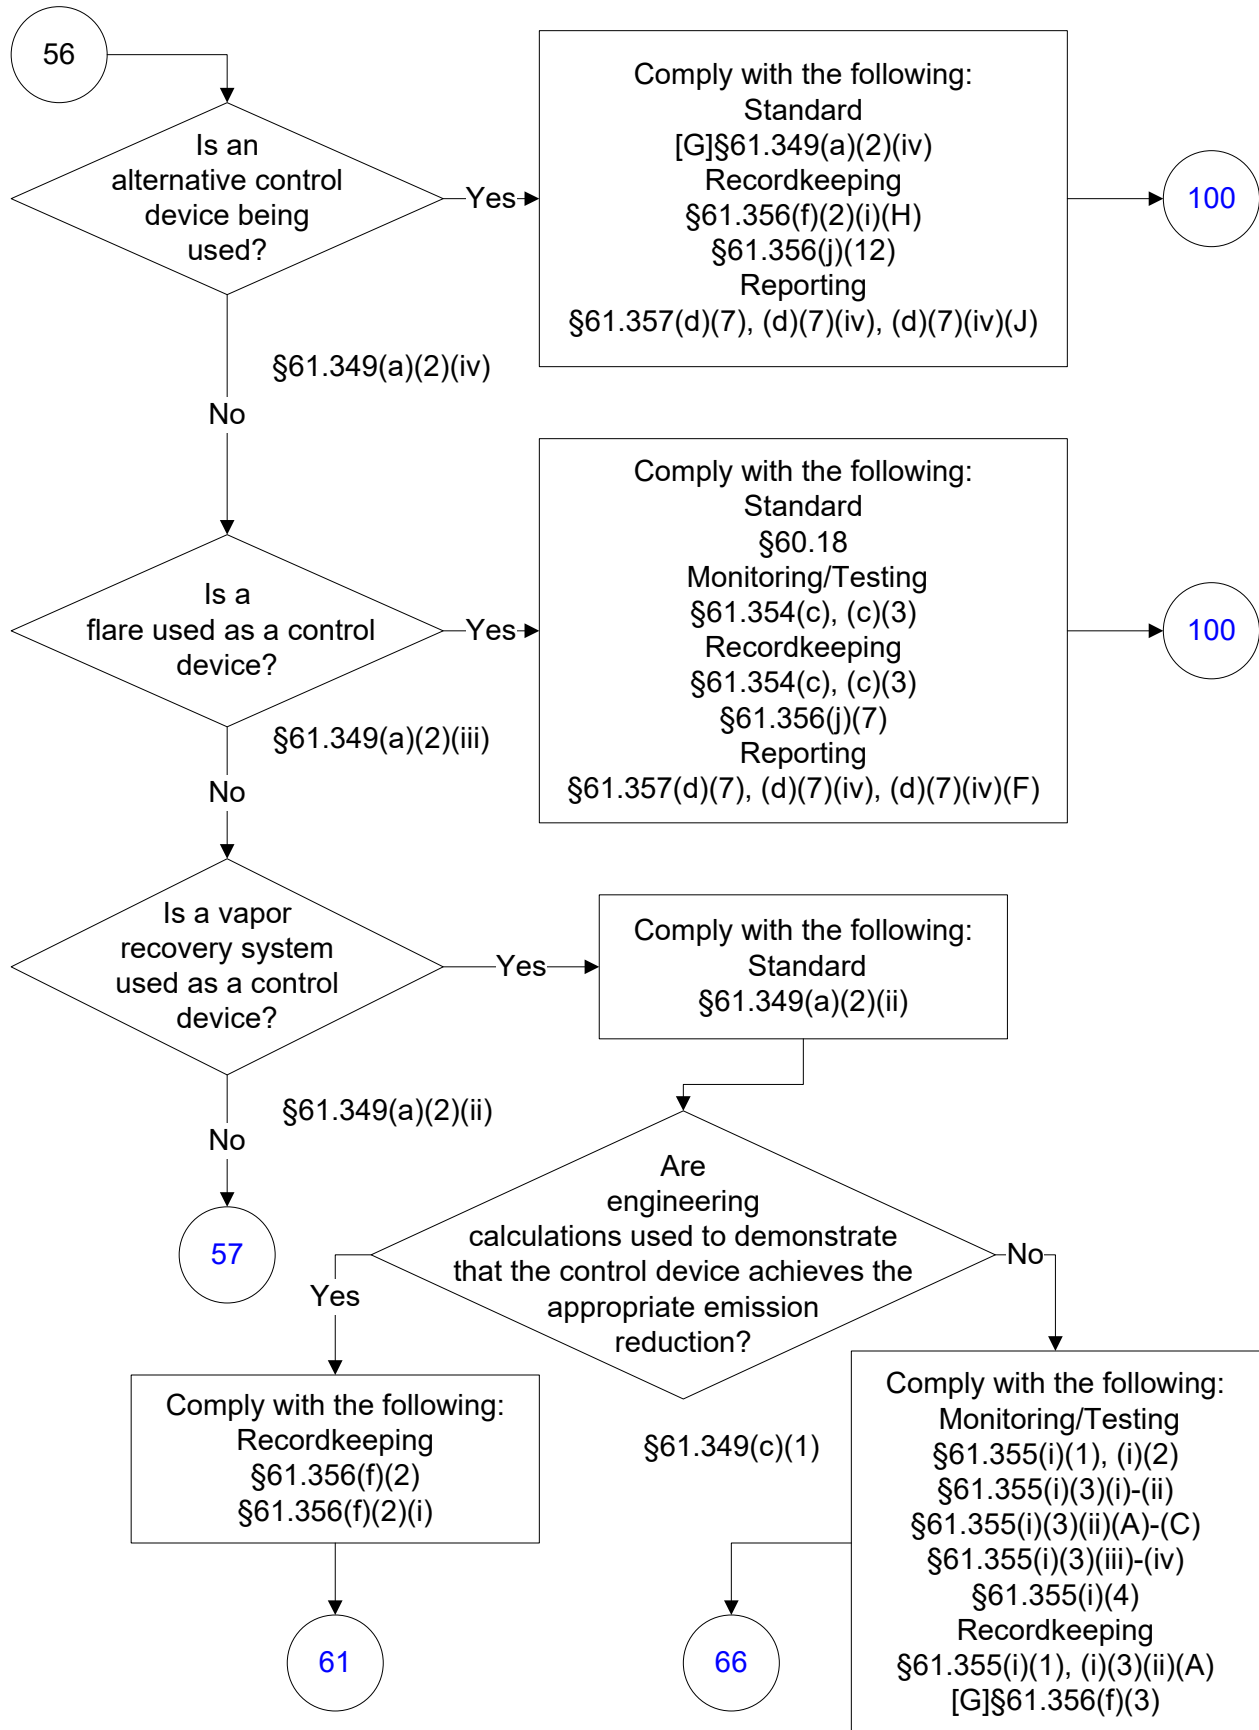 56
Is an
alternative control
device being
used?
Yes
Comply with the following:
Standard
[G]§61.349(a)(2)(iv)
Recordkeeping
§61.356(f)(2)(i)(H)
§61.356(j)(12)
Reporting
§61.357(d)(7), (d)(7)(iv), (d)(7)(iv)(J)
100
§61.349(a)(2)(iv)
No
Is a
flare used as a control
device?
Yes
Comply with the following:
Standard
§60.18
Monitoring/Testing
§61.354(c), (c)(3)
Recordkeeping
§61.354(c), (c)(3)
§61.356(j)(7)
Reporting
§61.357(d)(7), (d)(7)(iv), (d)(7)(iv)(F)
100
§61.349(a)(2)(iii)
No
Is a vapor
recovery system
used as a control
device?
Yes
Comply with the following:
Standard
§61.349(a)(2)(ii)
§61.349(a)(2)(ii)
No
57
Are
engineering
calculations used to demonstrate
that the control device achieves the
appropriate emission
reduction?
Yes
No
§61.349(c)(1)
Comply with the following:
Recordkeeping
§61.356(f)(2)
§61.356(f)(2)(i)
61
Comply with the following:
Monitoring/Testing
§61.355(i)(1), (i)(2)
§61.355(i)(3)(i)-(ii)
§61.355(i)(3)(ii)(A)-(C)
§61.355(i)(3)(iii)-(iv)
§61.355(i)(4)
Recordkeeping
§61.355(i)(1), (i)(3)(ii)(A)
[G]§61.356(f)(3)
66